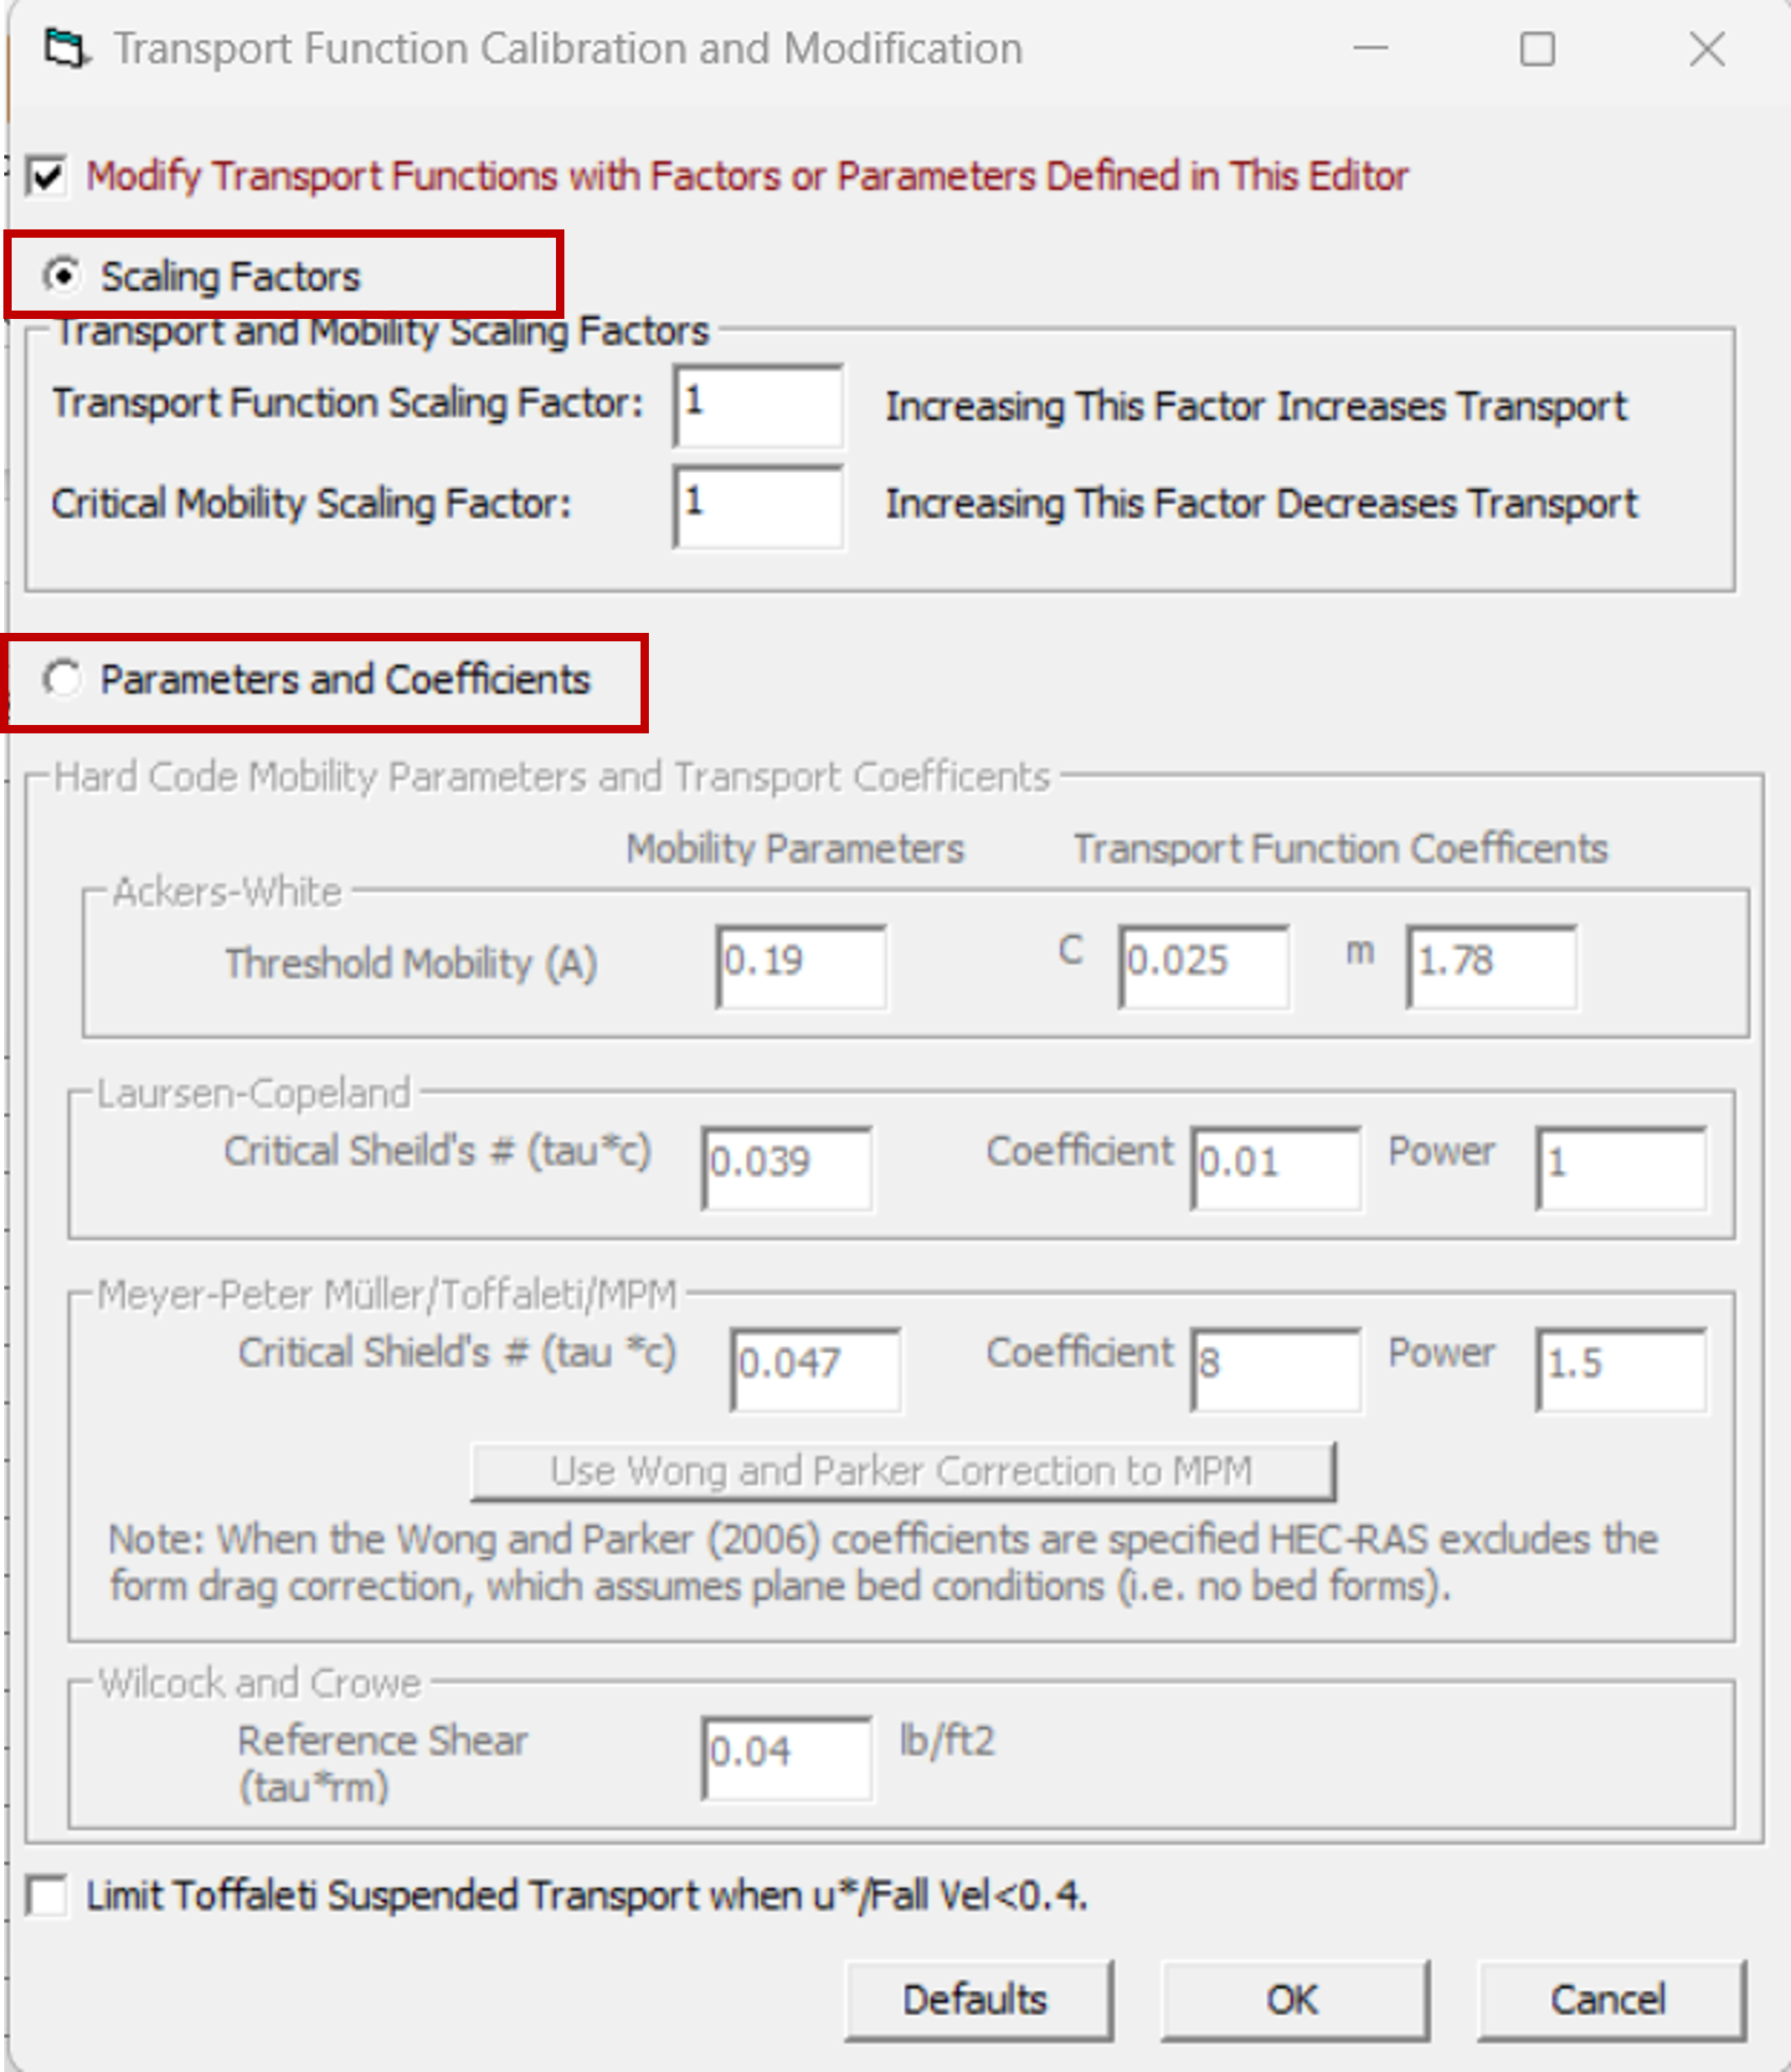 Transport Function Calibration and Modification
Modify Transport Functions with Factors or Parameters Defined in This Editor
Scaling Factors
Transport and Mobility Scaling Factors
Transport Function Scaling Factor: 1 Increasing This Factor Increases Transport
Critical Mobility Scaling Factor: 1 Increasing This Factor Decreases Transport
Parameters and Coefficients
Hard Code Mobility Parameters and Transport Coefficents
Mobility Parameters Transport Function Coefficents
Ackers-White
Threshold Mobility (A) 0.19 C 0.025 m 1.78
Laursen-Copeland
Critical Sheild's # (tau*c) 0.039 Coefficient 0.01 Power 1
Meyer-Peter Müller/Toffaleti/MPM
Critical Shield's # (tau *c) 0.047 Coefficient 8 Power 1.5
Use Wong and Parker Correction to MPM
Note: When the Wong and Parker (2006) coefficients are specified HEC-RAS excludes the
form drag correction, which assumes plane bed conditions (i.e. no bed forms).
Wilcock and Crowe
Reference Shear
(tau*rm) 0.04 lb/ft2
Limit Toffaleti Suspended Transport when u*/Fall Vel<0.4.
Defaults OK Cancel